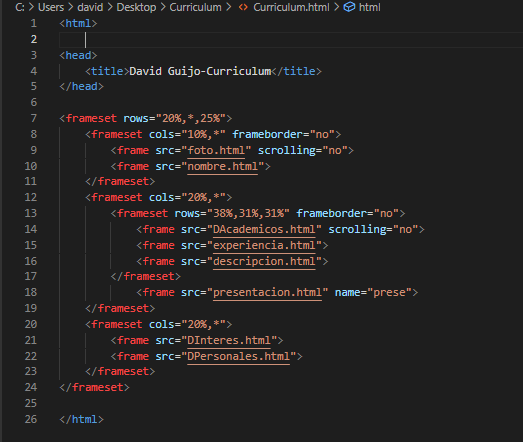 C: > Users > david > Desktop > Curriculum > <> Curriculum.html > html
1 <html>
2
3 <head>
4 <title>David Guijo-Curriculum</title>
5 </head>
6
7 <frameset rows="20%,*,25%">
8 <frameset cols="10%,*" frameborder="no">
9 <frame src="foto.html" scrolling="no">
10 <frame src="nombre.html">
11 </frameset>
12 <frameset cols="20%,*">
13 <frameset rows="38%,31%,31%" frameborder="no">
14 <frame src="DAcademicos.html" scrolling="no">
15 <frame src="experiencia.html">
16 <frame src="descripcion.html">
17 </frameset>
18 <frame src="presentacion.html" name="prese">
19 </frameset>
20 <frameset cols="20%,*">
21 <frame src="DInteres.html">
22 <frame src="DPersonales.html">
23 </frameset>
24 </frameset>
25
26 </html>